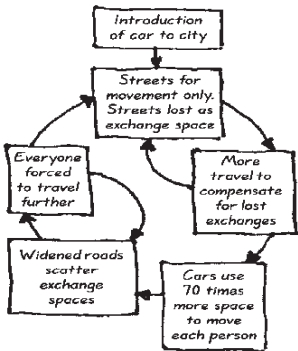 Introduction
of car to city
Streets for
movement only.
Streets lost as
exchange space
Everyone
forced
to travel
further
More
travel to
compensate
for lost
exchanges
Widened roads
scatter
exchange
spaces
Cars use
70 times
more space
to move
each person